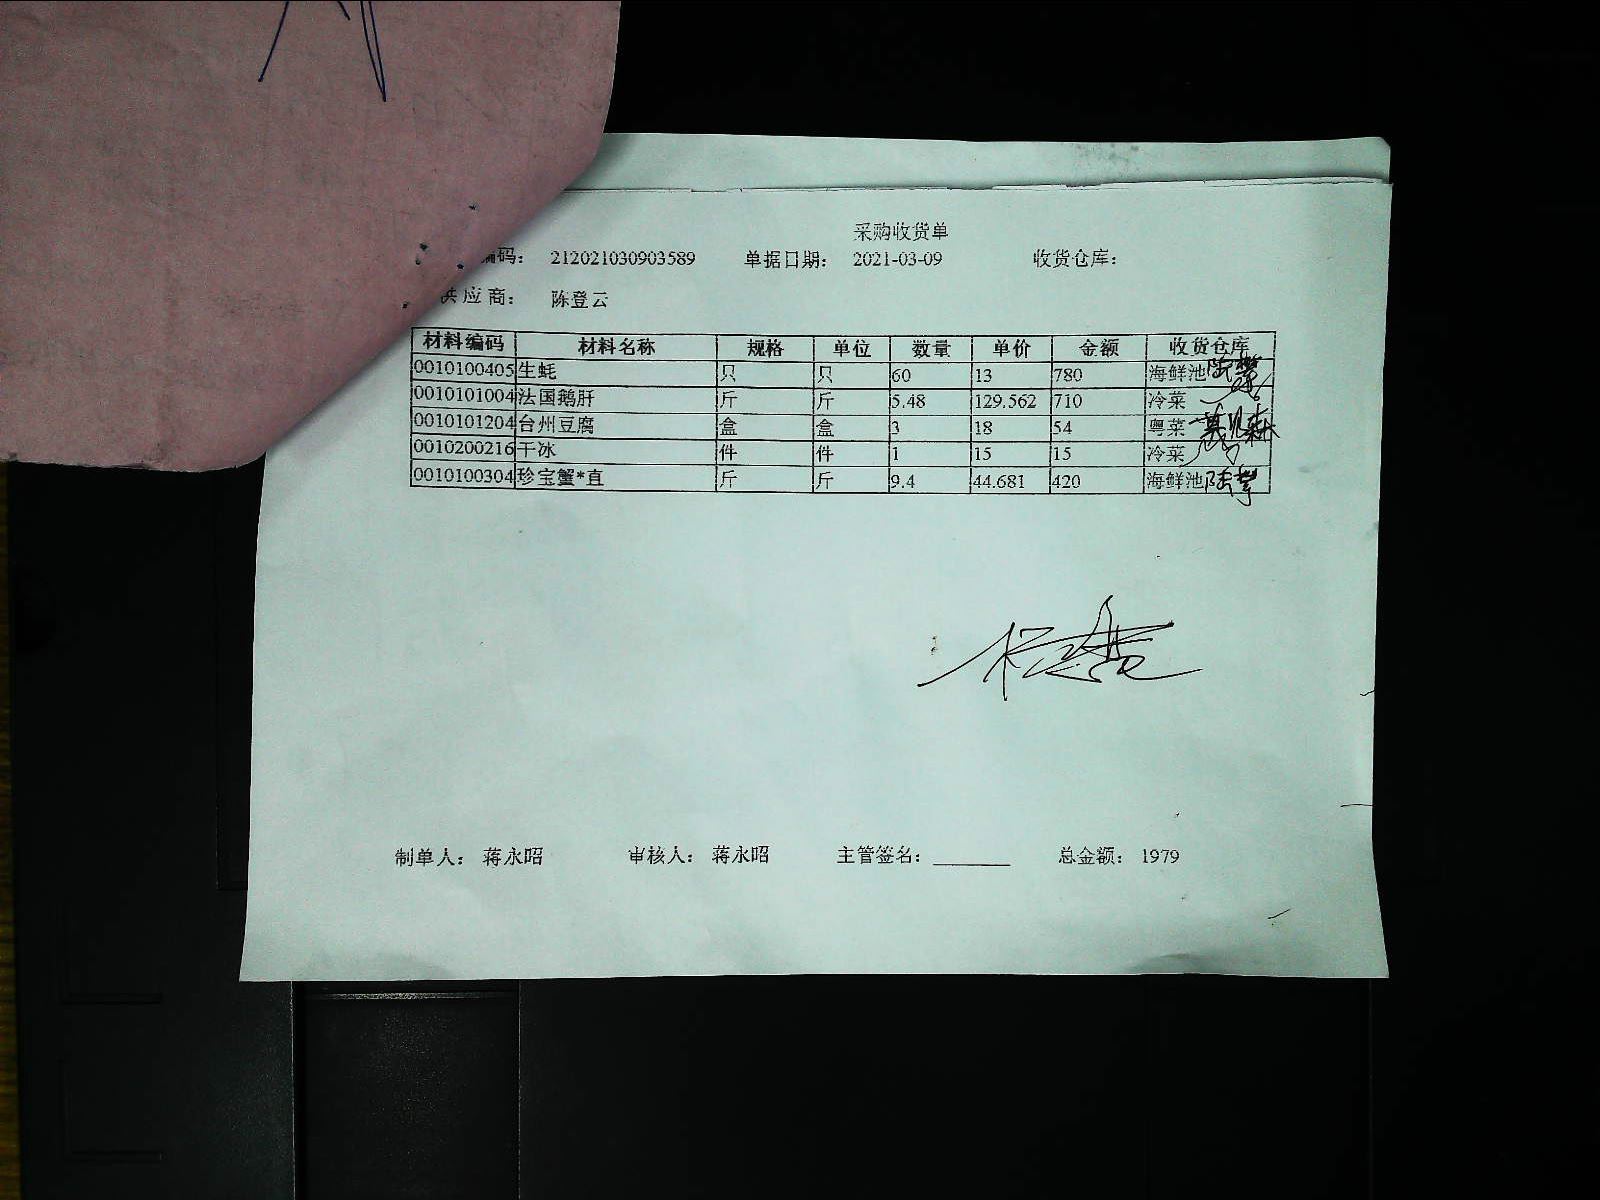 采购收货单
编码： 212021030903589 单据日期： 2021-03-09 收货仓库：
供应商： 陈登云
材料编码 材料名称 规格 单位 数量 单价 金额 收货仓库
0010100405 生蚝 只 只 60 13 780 海鲜池
0010101004 法国鹅肝 斤 斤 5.48 129.562 710 冷菜
0010101204 台州豆腐 盒 盒 3 18 54 粤菜
0010200216 干冰 件 件 1 15 15 冷菜
0010100304 珍宝蟹*直 斤 斤 9.4 44.681 420 海鲜池
制单人： 蒋永昭 审核人： 蒋永昭 主管签名：________ 总金额： 1979